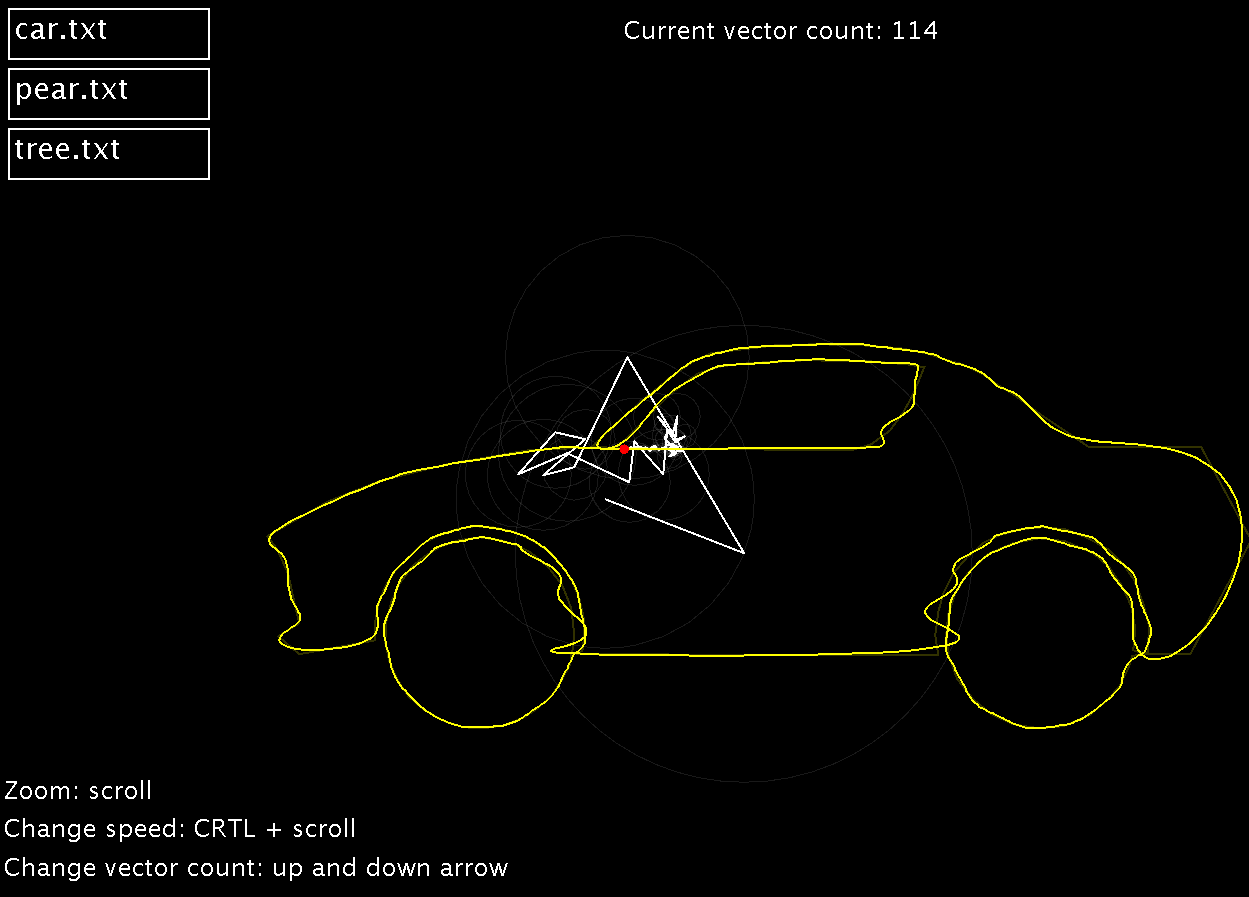 car.txt
Current vector count: 114
pear.txt
tree.txt
Zoom: scroll
Change speed: CRTL + scroll
Change vector count: up and down arrow